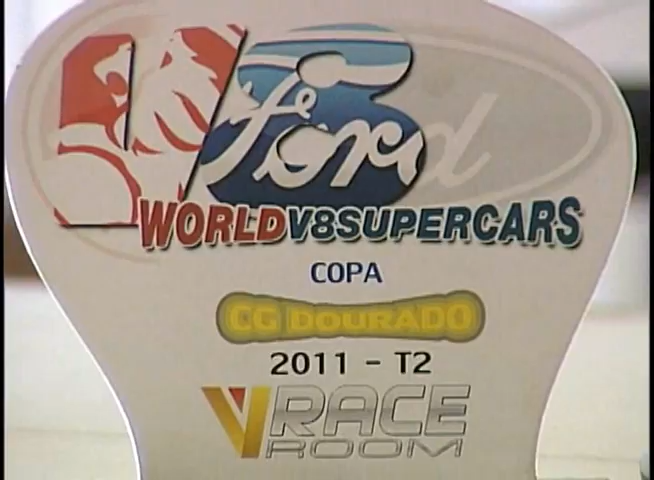 Ford
WORLDV8SUPERCARS
COPA
CG DOURADO
2011 - T2
RACE
ROOM